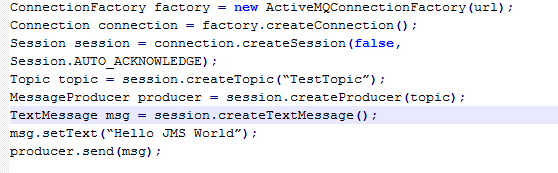 ConnectionFactory factory = new ActiveMQConnectionFactory(url);
Connection connection = factory.createConnection();
Session session = connection.createSession(false,
Session.AUTO_ACKNOWLEDGE);
Topic topic = session.createTopic(“TestTopic”);
MessageProducer producer = session.createProducer(topic);
TextMessage msg = session.createTextMessage();
msg.setText(“Hello JMS World”);
producer.send(msg);